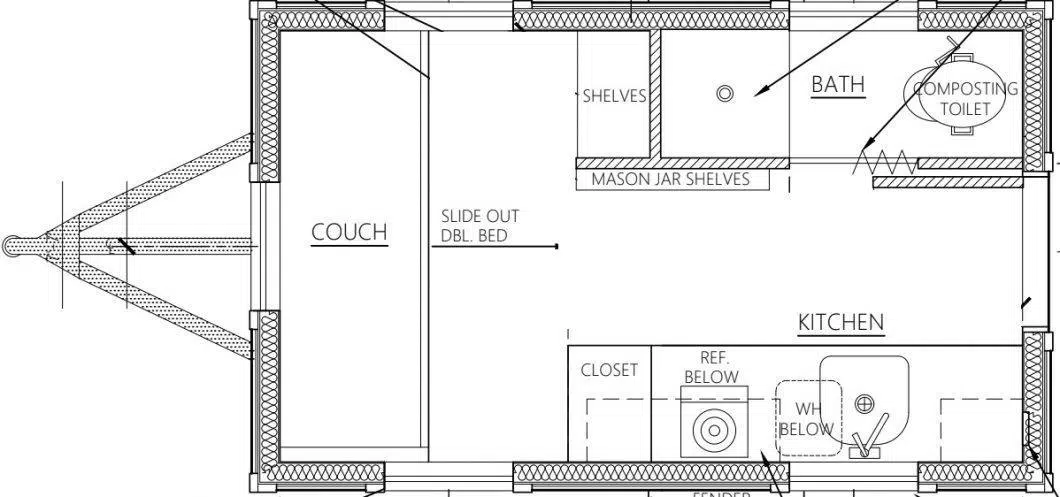 SHELVES
BATH
COMPOSTING
TOILET
MASON JAR SHELVES
COUCH
SLIDE OUT
DBL. BED
KITCHEN
CLOSET
REF.
BELOW
WH
BELOW
FENDER